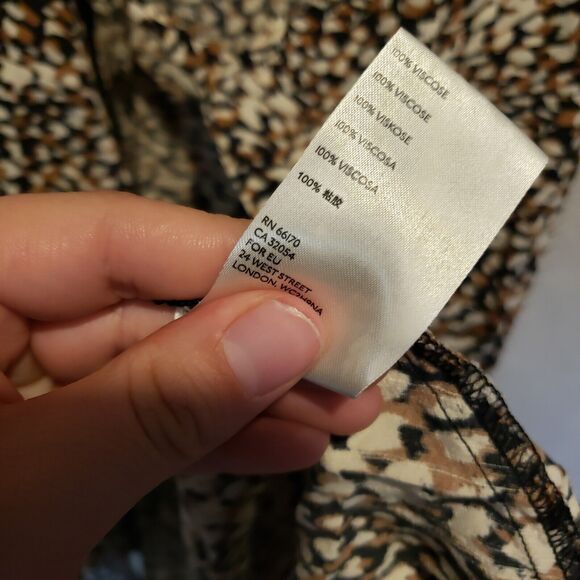 100% VISCOSE
100% VISCOSE
100% VISKOSE
100% VISCOSA
100% VISCOSA
100% 粘胶
RN 66170
CA 32054
FOR EU
24 WEST STREET
LONDON,